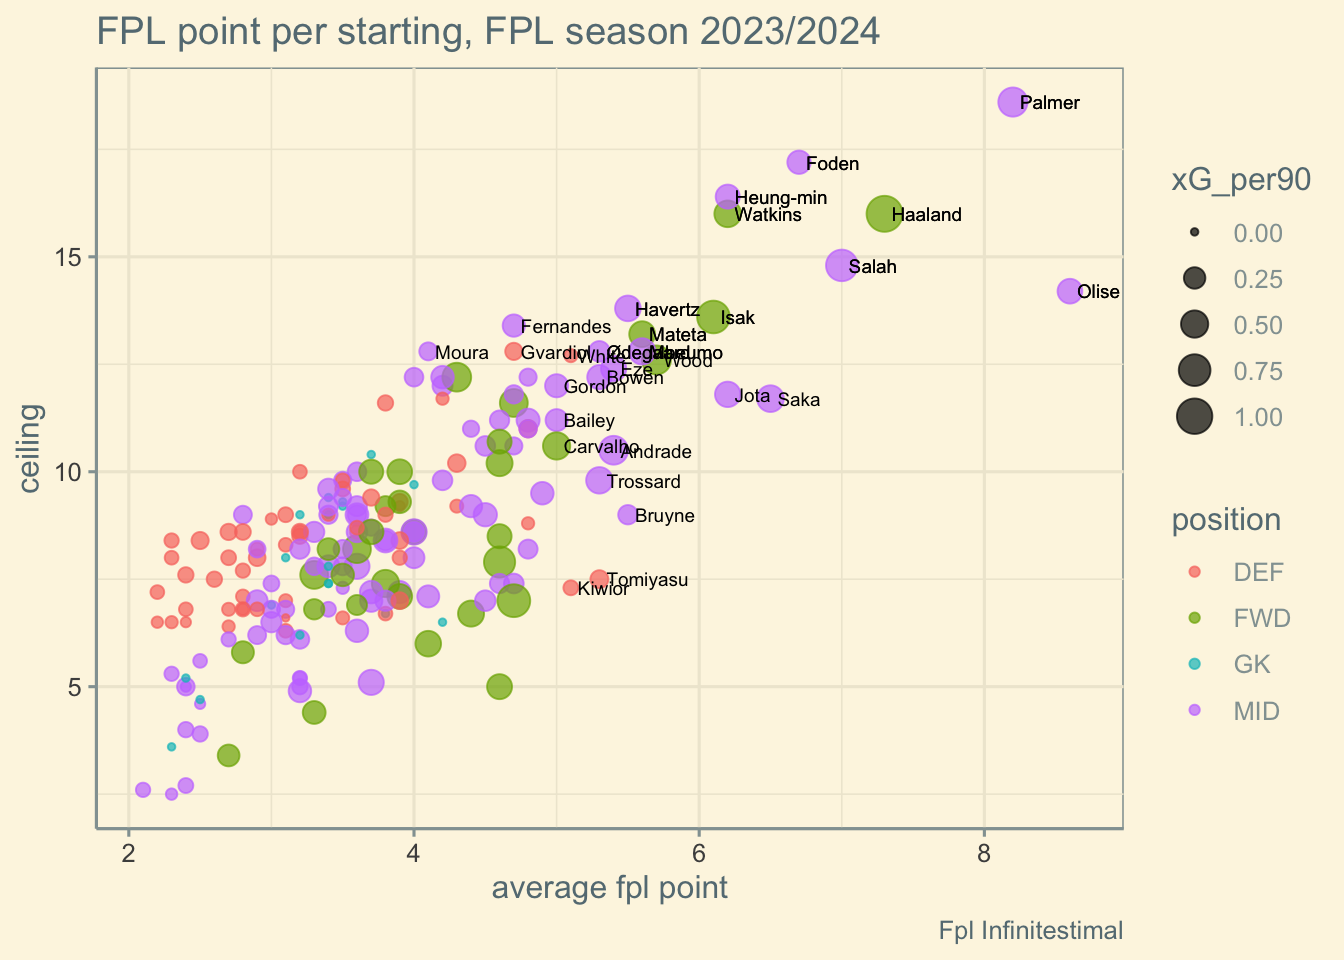 FPL point per starting, FPL season 2023/2024
Palmer
Foden
Heung-min
Watkins
Haaland
Salah
Olise
Havertz
Isak
Fernandes
Mateta
Moura
Gvardiol
White
Wood
Eze
Bowen
Gordon
Jota
Saka
Bailey
Carvalho
Andrade
Trossard
Bruyne
Tomiyasu
Kiwior
15
10
5
2
4
6
8
ceiling
average fpl point
xG_per90
0.00
0.25
0.50
0.75
1.00
position
DEF
FWD
GK
MID
Fpl Infinitestimal